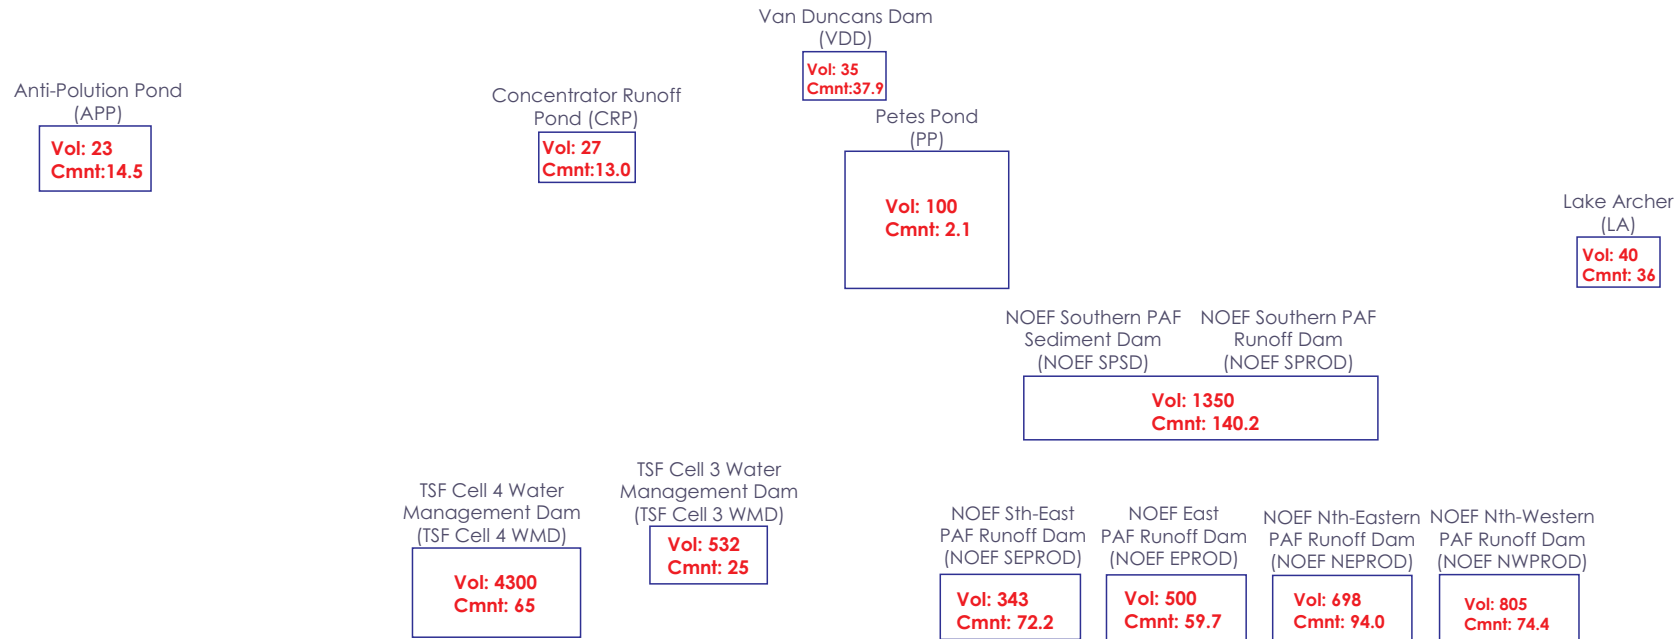 Van Duncans Dam
(VDD)
Vol: 35
Cmnt:37.9
Anti-Polution Pond
(APP)
Vol: 23
Cmnt:14.5
Concentrator Runoff
Pond (CRP)
Vol: 27
Cmnt:13.0
Petes Pond
(PP)
Vol: 100
Cmnt: 2.1
Lake Archer
(LA)
Vol: 40
Cmnt: 36
NOEF Southern PAF
Sediment Dam
(NOEF SPSD)
NOEF Southern PAF
Runoff Dam
(NOEF SPROD)
Vol: 1350
Cmnt: 140.2
TSF Cell 4 Water
Management Dam
(TSF Cell 4 WMD)
Vol: 4300
Cmnt: 65
TSF Cell 3 Water
Management Dam
(TSF Cell 3 WMD)
Vol: 532
Cmnt: 25
NOEF Sth-East
PAF Runoff Dam
(NOEF SEPROD)
Vol: 343
Cmnt: 72.2
NOEF East
PAF Runoff Dam
(NOEF EPROD)
Vol: 500
Cmnt: 59.7
NOEF Nth-Eastern
PAF Runoff Dam
(NOEF NEPROD)
Vol: 698
Cmnt: 94.0
NOEF Nth-Western
PAF Runoff Dam
(NOEF NWPROD)
Vol: 805
Cmnt: 74.4